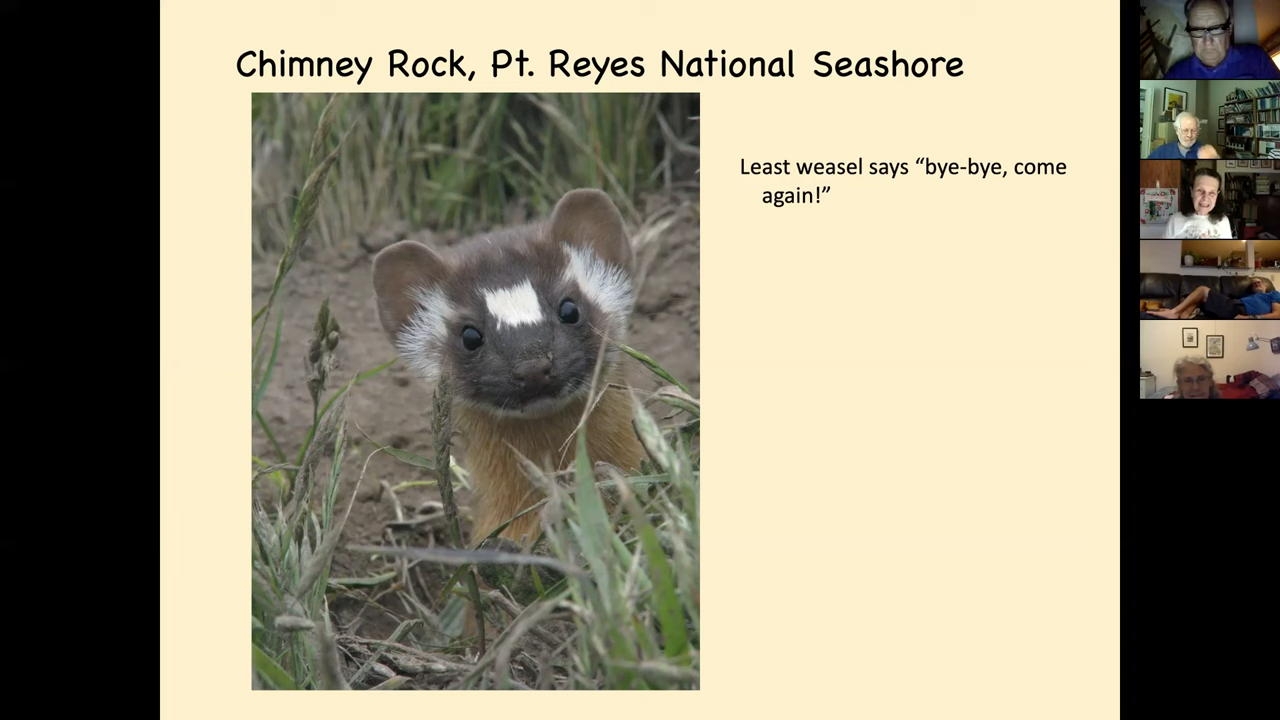 Chimney Rock, Pt. Reyes National Seashore
Least weasel says “bye-bye, come
again!”